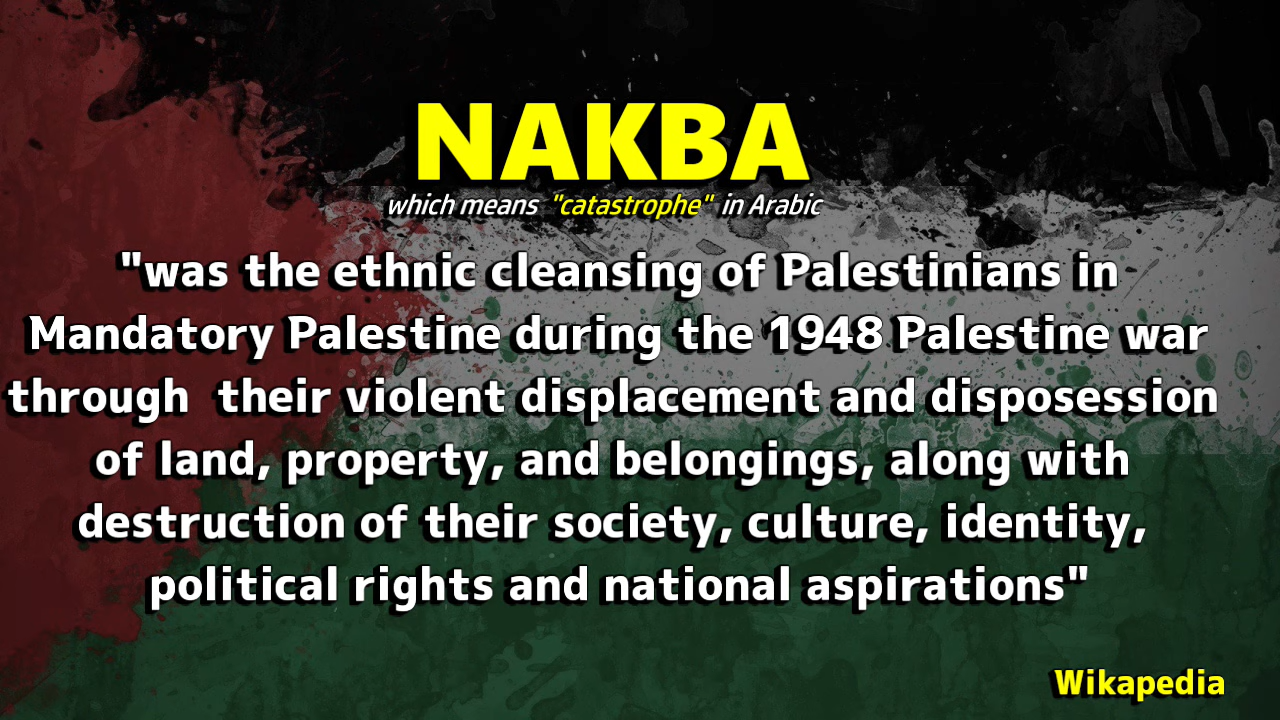 NAKBA
which means "catastrophe" in Arabic
"was the ethnic cleansing of Palestinians in
Mandatory Palestine during the 1948 Palestine war
through their violent displacement and disposession
of land, property, and belongings, along with
destruction of their society, culture, identity,
political rights and national aspirations"
Wikapedia